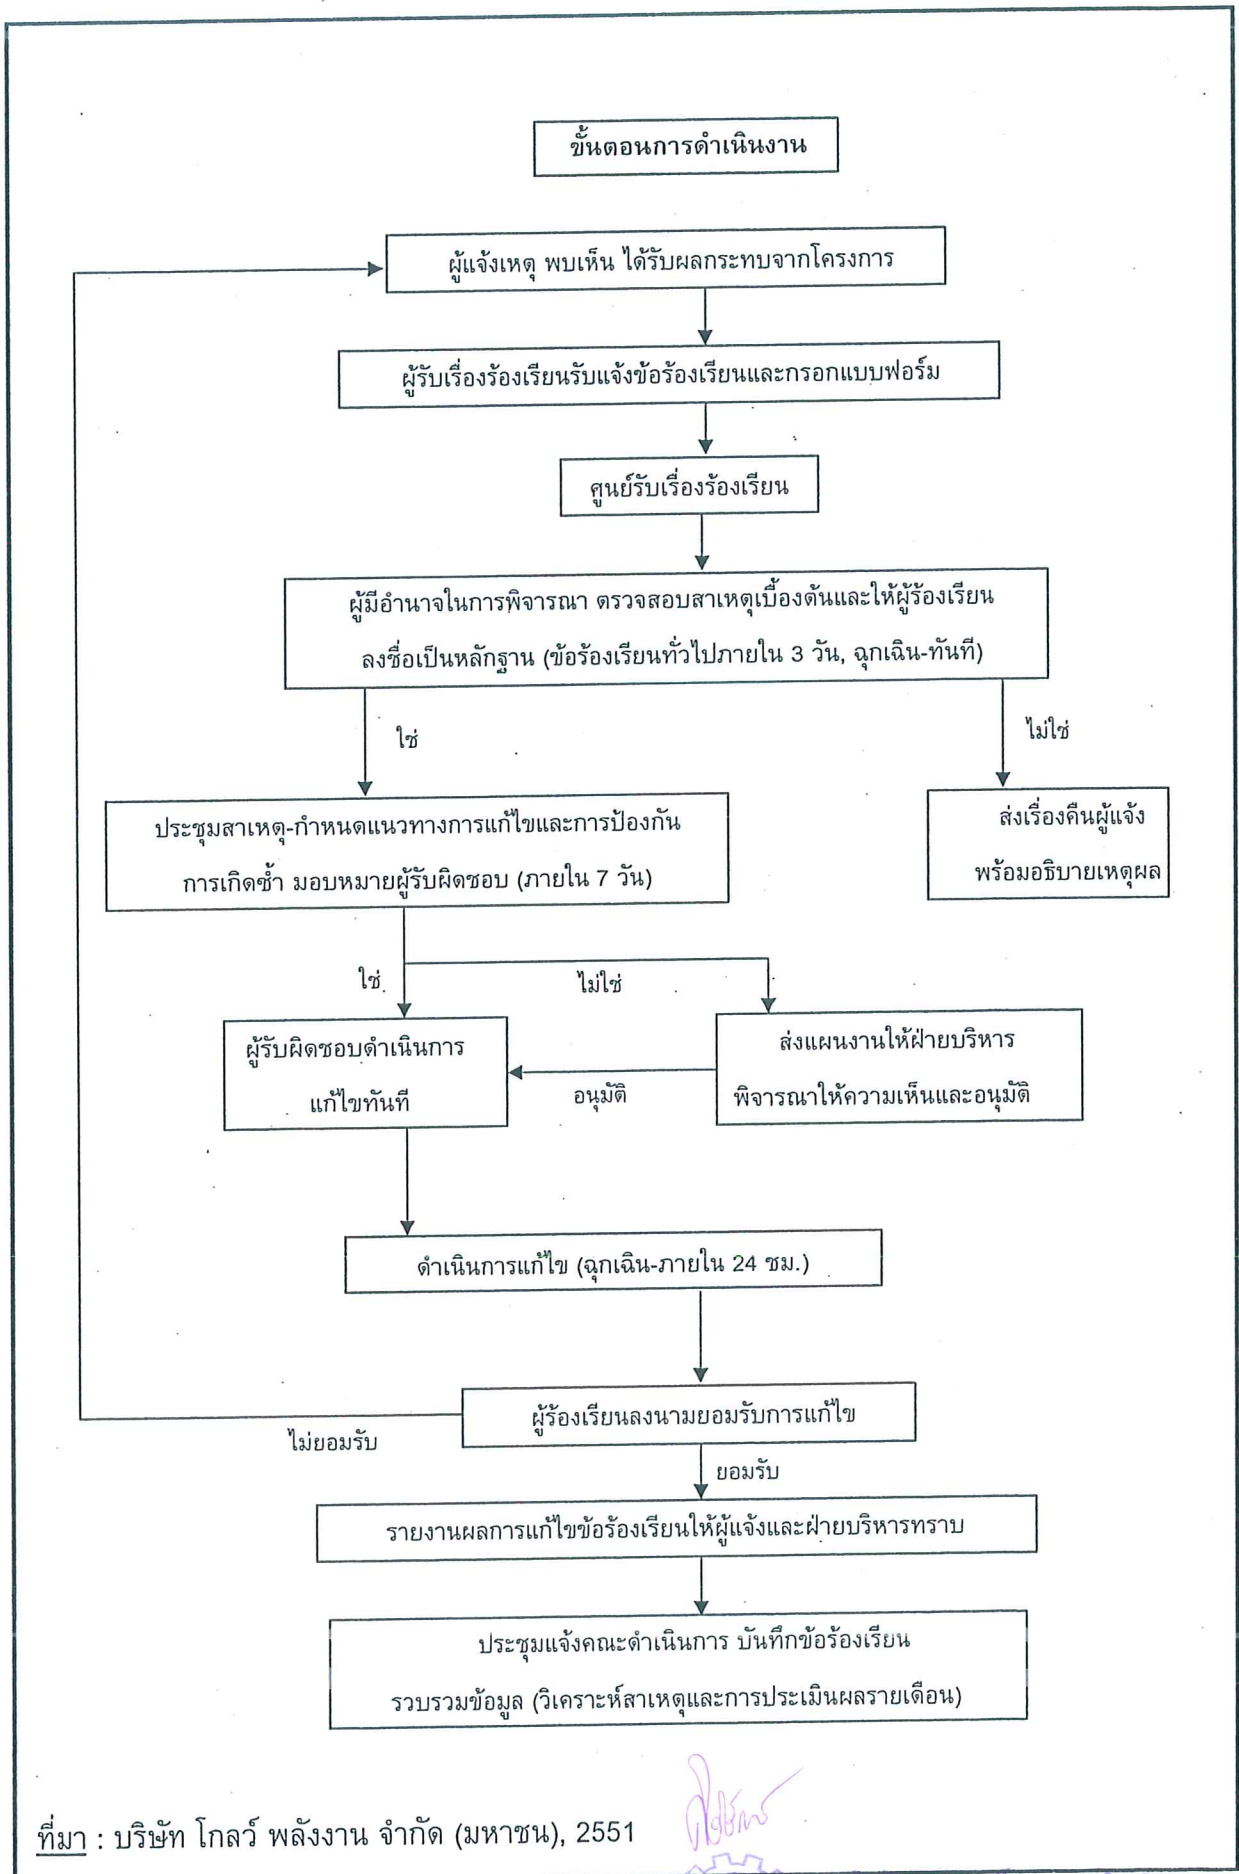 ขั้นตอนการดำเนินงาน
ผู้แจ้งเหตุ พบเห็น ได้รับผลกระทบจากโครงการ
ผู้รับเรื่องร้องเรียนรับแจ้งข้อร้องเรียนและกรอกแบบฟอร์ม
ศูนย์รับเรื่องร้องเรียน
ผู้มีอำนาจในการพิจารณา ตรวจสอบสาเหตุเบื้องต้นและให้ผู้ร้องเรียน
ลงชื่อเป็นหลักฐาน (ข้อร้องเรียนทั่วไปภายใน 3 วัน, ฉุกเฉิน-ทันที)
ใช่
ไม่ใช่
ประชุมสาเหตุ-กำหนดแนวทางการแก้ไขและการป้องกัน
การเกิดซ้ำ มอบหมายผู้รับผิดชอบ (ภายใน 7 วัน)
ส่งเรื่องคืนผู้แจ้ง
พร้อมอธิบายเหตุผล
ใช่
ไม่ใช่
ผู้รับผิดชอบดำเนินการ
แก้ไขทันที
อนุมัติ
ส่งแผนงานให้ฝ่ายบริหาร
พิจารณาให้ความเห็นและอนุมัติ
ดำเนินการแก้ไข (ฉุกเฉิน-ภายใน 24 ชม.)
ผู้ร้องเรียนลงนามยอมรับการแก้ไข
ไม่ยอมรับ
ยอมรับ
รายงานผลการแก้ไขข้อร้องเรียนให้ผู้แจ้งและฝ่ายบริหารทราบ
ประชุมแจ้งคณะดำเนินการ บันทึกข้อร้องเรียน
รวบรวมข้อมูล (วิเคราะห์สาเหตุและการประเมินผลรายเดือน)
ที่มา : บริษัท โกลว์ พลังงาน จำกัด (มหาชน), 2551